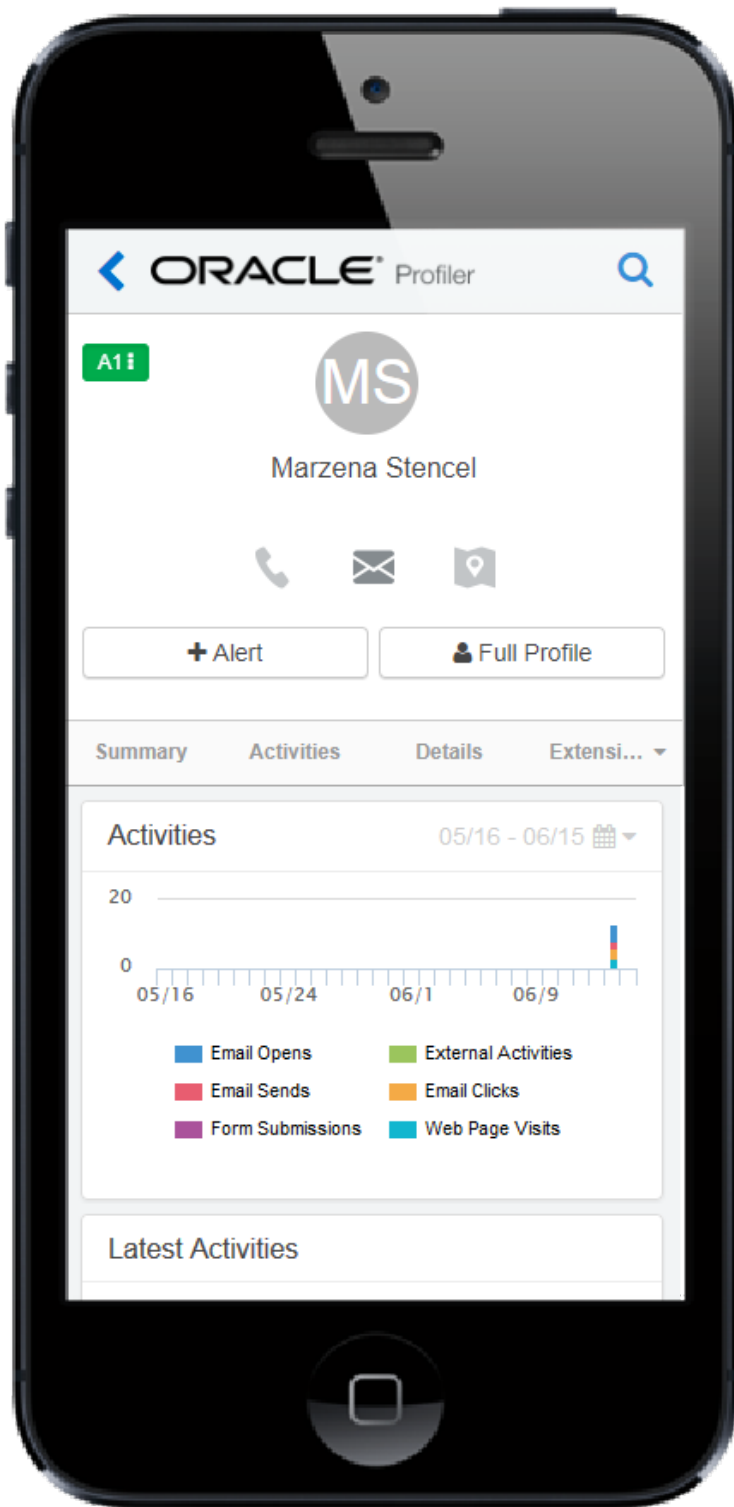 ORACLE® Profiler
A1
MS
Marzena Stencel
+ Alert
Full Profile
Summary Activities Details Extensi...
Activities 05/16 - 06/15
20
0
05/16 05/24 06/1 06/9
Email Opens External Activities
Email Sends Email Clicks
Form Submissions Web Page Visits
Latest Activities